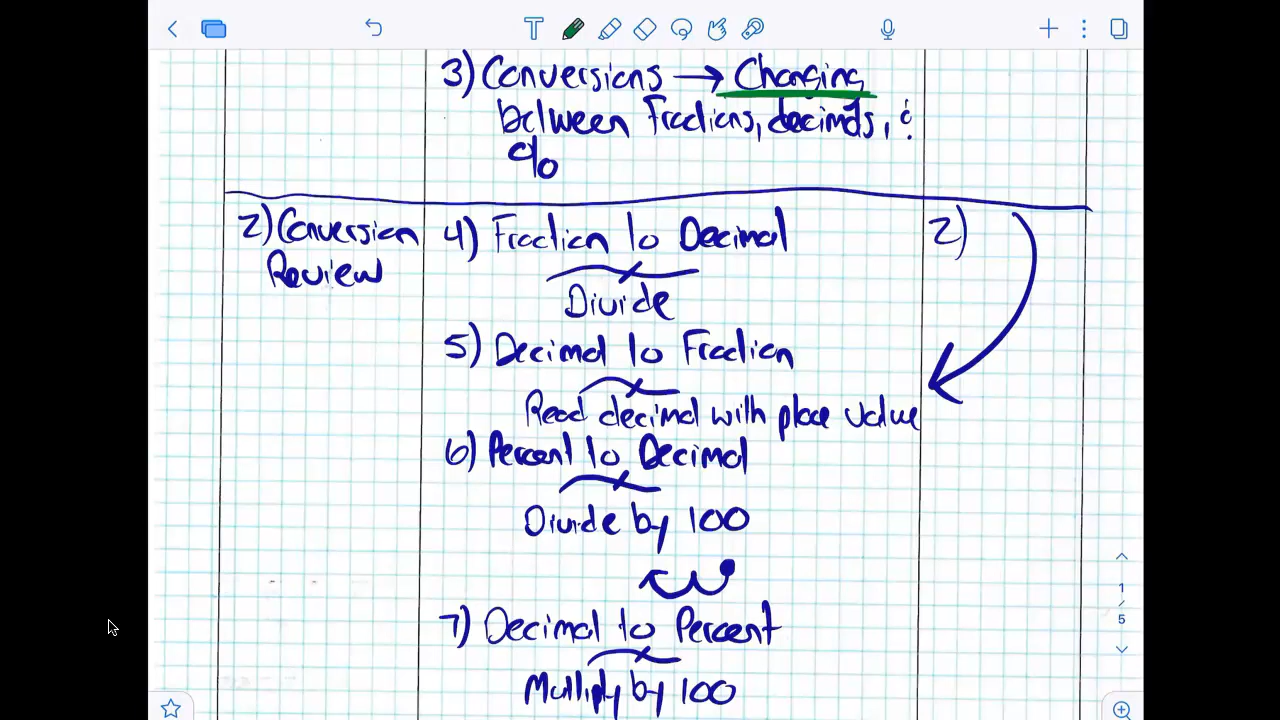 3) Conversions → Changing
between Fractions, decimals, &
%
2) Conversion
Review
4) Fraction to Decimal
Divide
5) Decimal to Fraction
Read decimal with place value
6) Percent to Decimal
Divide by 100
7) Decimal to Percent
Multiply by 100
2)
T
1
/
5